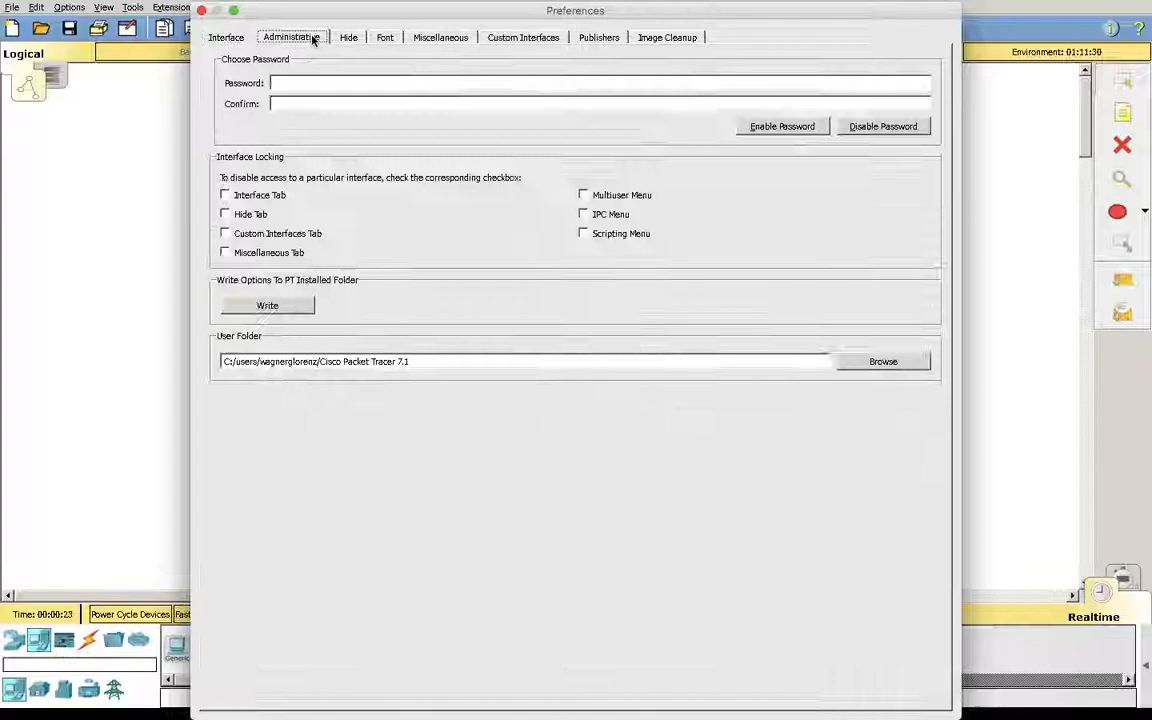 Preferences
File Edit Options View Tools Extension
Interface Administrative Hide Font Miscellaneous Custom Interfaces Publishers Image Cleanup
Logical
Environment: 01:11:30
Choose Password
Password:
Confirm:
Enable Password Disable Password
Interface Locking
To disable access to a particular interface, check the corresponding checkbox:
Interface Tab Multiuser Menu
Hide Tab IPC Menu
Custom Interfaces Tab Scripting Menu
Miscellaneous Tab
Write Options To PT Installed Folder
Write
User Folder
C:/users/wagnerglorenz/Cisco Packet Tracer 7.1 Browse
Time: 00:00:23 Power Cycle Devices Fast
Realtime
Generic